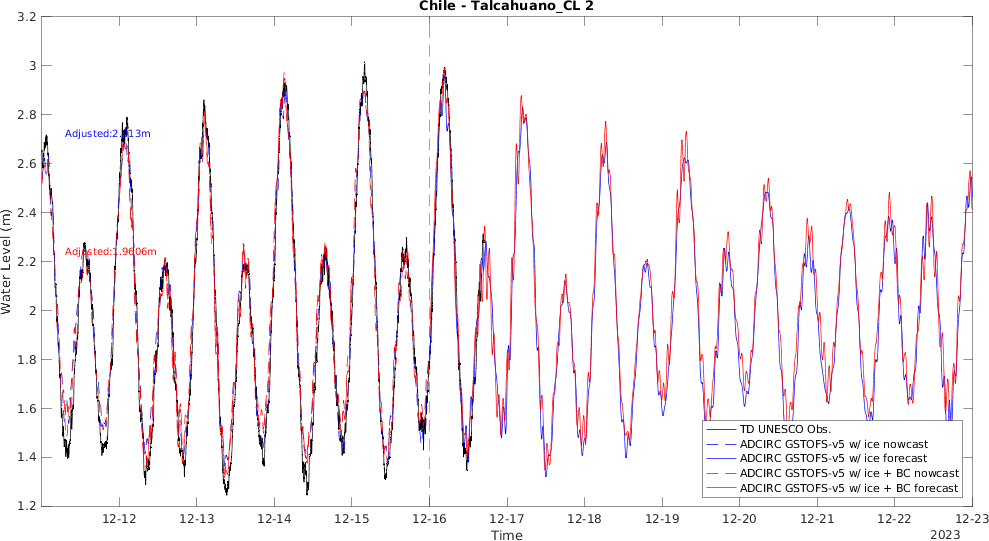 Chile - Talcahuano_CL 2
3.2
3
2.8
2.6
2.4
2.2
2
1.8
1.6
1.4
1.2
Water Level (m)
Adjusted:1.9606m
12-12
12-13
12-14
12-15
12-16
12-17
12-18
12-19
12-20
12-21
12-22
12-23
Time
2023
TD UNESCO Obs.
ADCIRC GSTOFS-v5 w/ ice nowcast
ADCIRC GSTOFS-v5 w/ ice forecast
ADCIRC GSTOFS-v5 w/ ice + BC nowcast
ADCIRC GSTOFS-v5 w/ ice + BC forecast